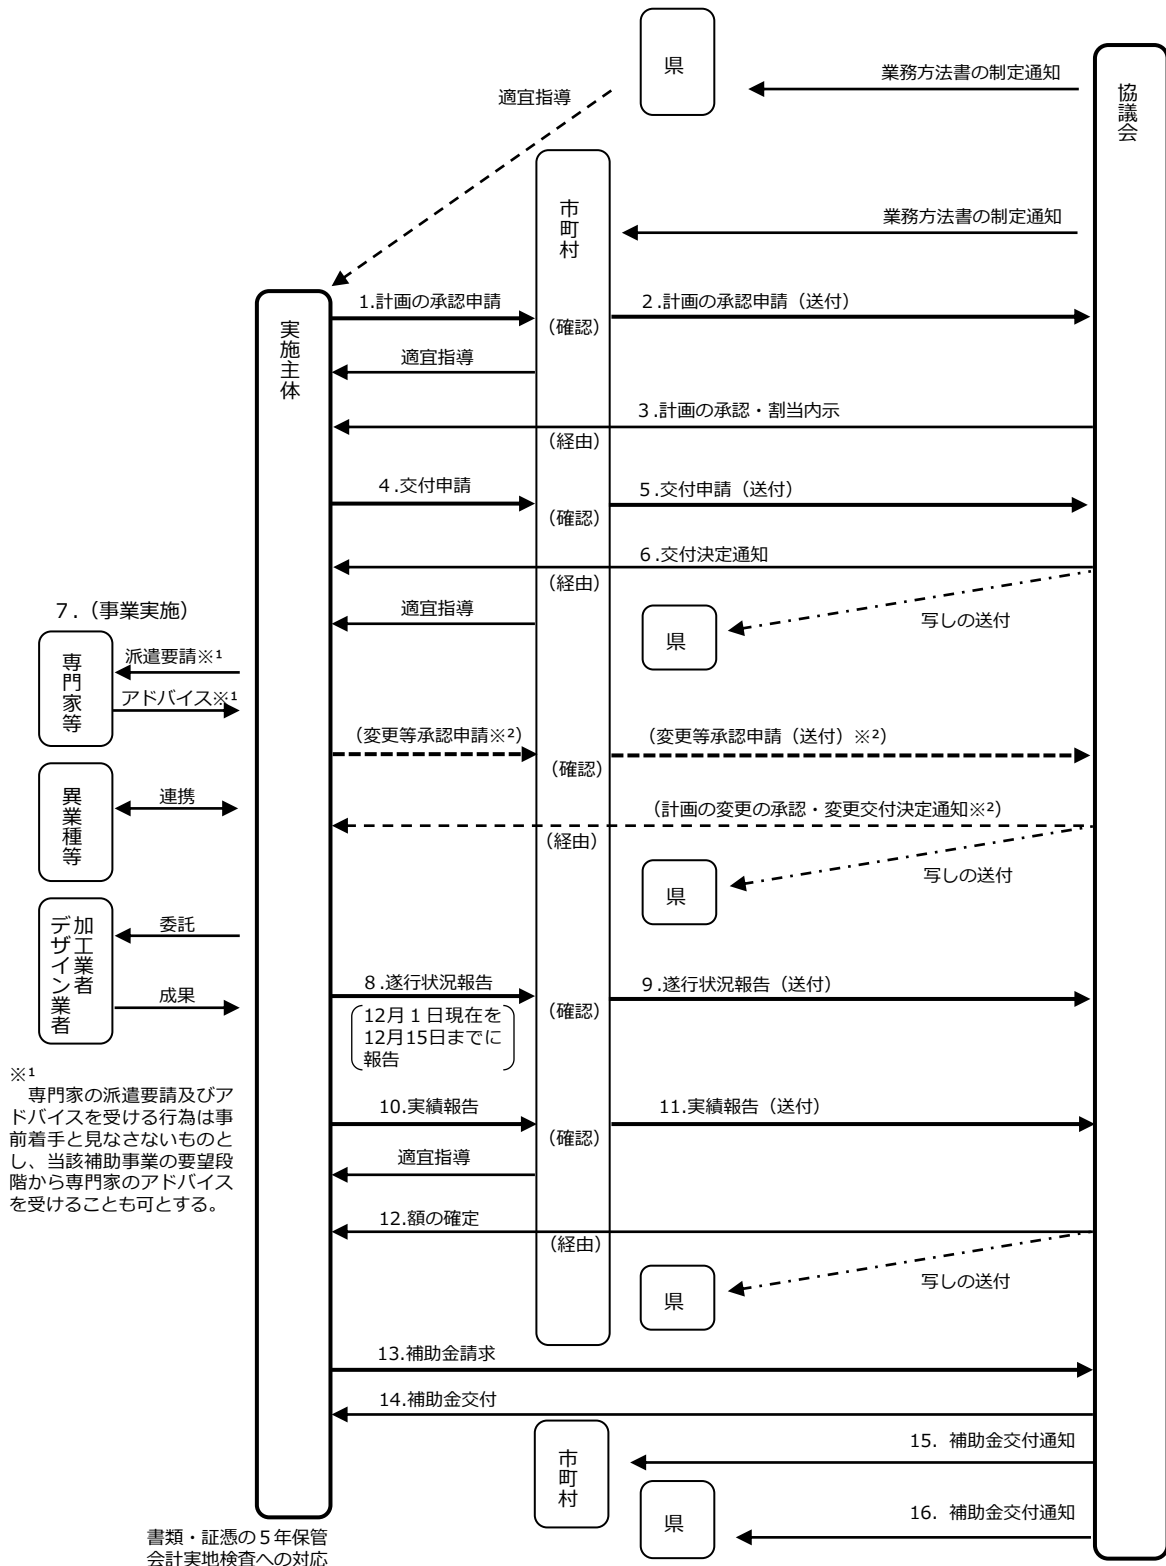 県
業務方法書の制定通知
協議会
適宜指導
市町村
業務方法書の制定通知
実施主体
1.計画の承認申請
(確認)
２.計画の承認申請（送付）
適宜指導
３.計画の承認・割当内示
(経由)
４.交付申請
(確認)
５.交付申請（送付）
６.交付決定通知
(経由)
７.（事業実施）
適宜指導
県
写しの送付
専門家等
派遣要請※¹
アドバイス※¹
(変更等承認申請※²)
(確認)
(変更等承認申請（送付）※²)
異業種等
連携
(計画の変更の承認・変更交付決定通知※²)
(経由)
県
写しの送付
加工業者
デザイン業者
委託
成果
８.遂行状況報告
(確認)
９.遂行状況報告（送付）
12月１日現在を
12月15日までに
報告
※¹
専門家の派遣要請及びア
ドバイスを受ける行為は事
前着手と見なさないものと
し、当該補助事業の要望段
階から専門家のアドバイス
を受けることも可とする。
10.実績報告
(確認)
11.実績報告（送付）
適宜指導
12.額の確定
(経由)
県
写しの送付
13.補助金請求
14.補助金交付
市町村
15. 補助金交付通知
県
16. 補助金交付通知
書類・証憑の５年保管
会計実地検査への対応